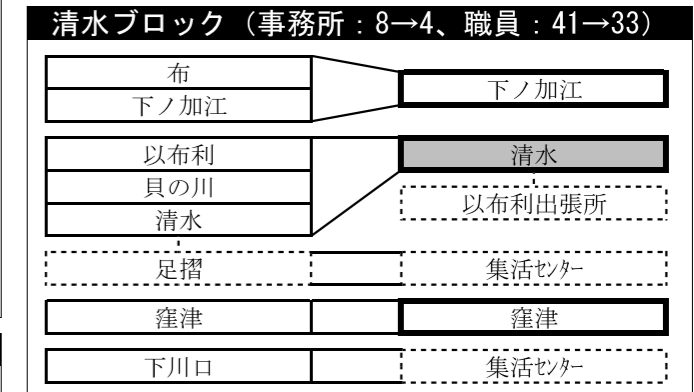 清水ブロック（事務所：8→4、職員：41→33）
布
下ノ加江
下ノ加江
以布利
貝の川
清水
清水
以布利出張所
足摺
集活ｾﾝﾀｰ
窪津
窪津
下川口
集活ｾﾝﾀｰ